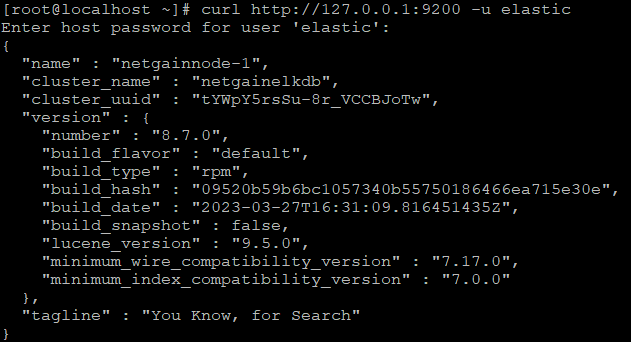 [root@localhost ~]# curl http://127.0.0.1:9200 -u elastic
Enter host password for user 'elastic':
{
  "name" : "netgainnode-1",
  "cluster_name" : "netgainelkdb",
  "cluster_uuid" : "tYWpY5rsSu-8r_VCCBJoTw",
  "version" : {
    "number" : "8.7.0",
    "build_flavor" : "default",
    "build_type" : "rpm",
    "build_hash" : "09520b59b6bc1057340b55750186466ea715e30e",
    "build_date" : "2023-03-27T16:31:09.816451435Z",
    "build_snapshot" : false,
    "lucene_version" : "9.5.0",
    "minimum_wire_compatibility_version" : "7.17.0",
    "minimum_index_compatibility_version" : "7.0.0"
  },
  "tagline" : "You Know, for Search"
}